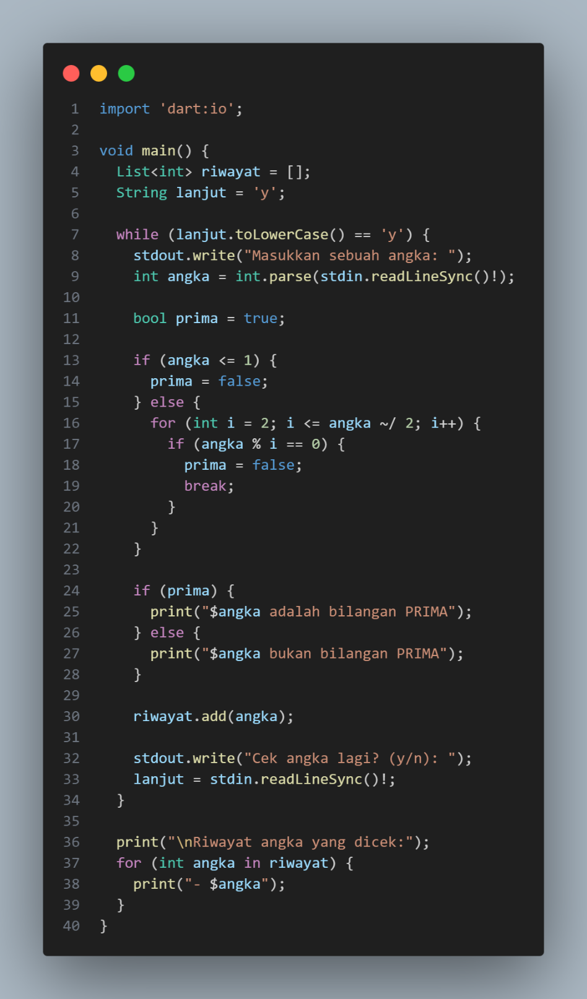 1 import 'dart:io';
2
3 void main() {
4   List<int> riwayat = [];
5   String lanjut = 'y';
6
7   while (lanjut.toLowerCase() == 'y') {
8     stdout.write("Masukkan sebuah angka: ");
9     int angka = int.parse(stdin.readLineSync()!);
10
11     bool prima = true;
12
13     if (angka <= 1) {
14       prima = false;
15     } else {
16       for (int i = 2; i <= angka ~/ 2; i++) {
17         if (angka % i == 0) {
18           prima = false;
19           break;
20         }
21       }
22     }
23
24     if (prima) {
25       print("$angka adalah bilangan PRIMA");
26     } else {
27       print("$angka bukan bilangan PRIMA");
28     }
29
30     riwayat.add(angka);
31
32     stdout.write("Cek angka lagi? (y/n): ");
33     lanjut = stdin.readLineSync()!;
34   }
35
36   print("\nRiwayat angka yang dicek:");
37   for (int angka in riwayat) {
38     print("- $angka");
39   }
40 }